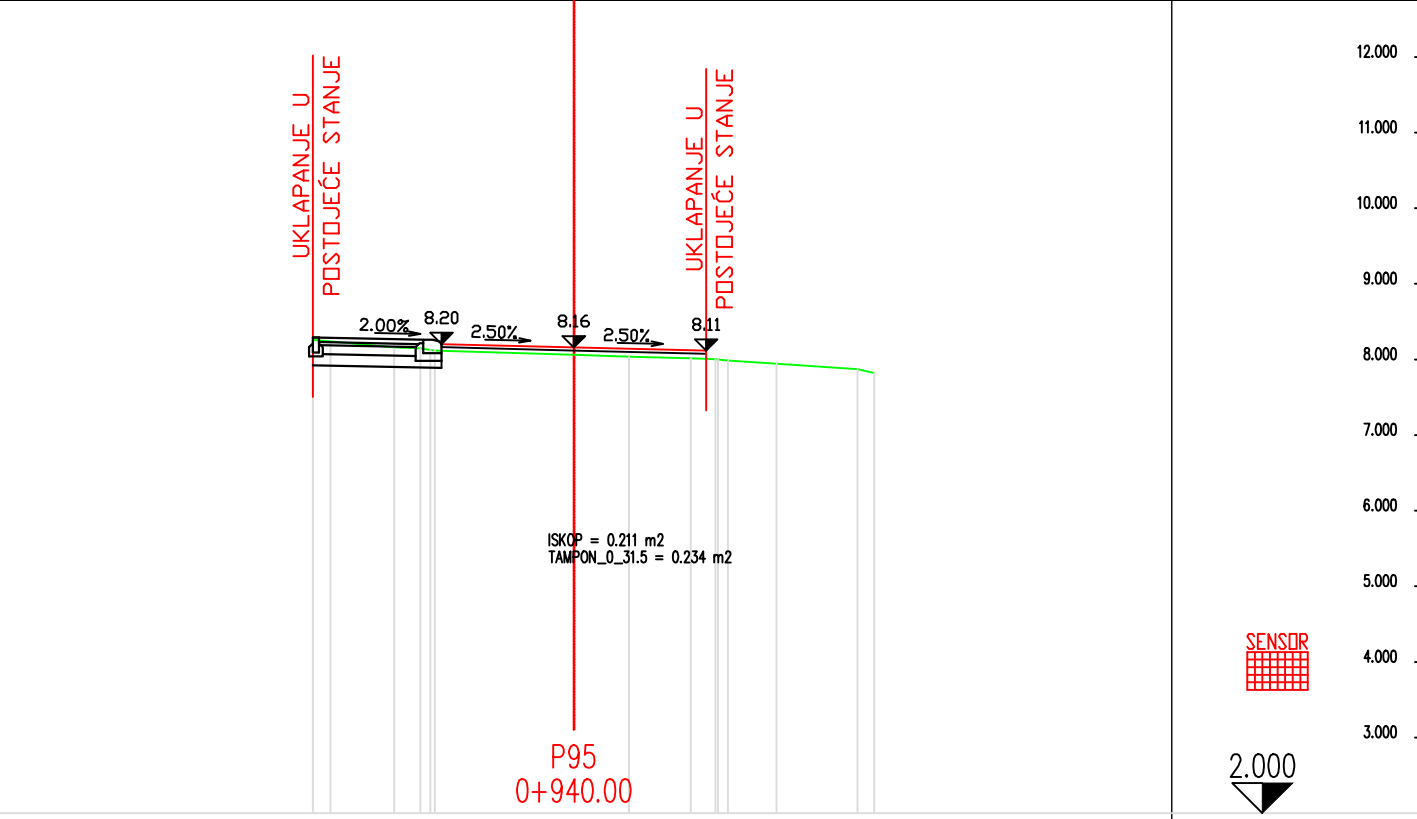 UKLAPANJE U
POSTOJEĆE STANJE
UKLAPANJE U
POSTOJEĆE STANJE
2.00%
8.20
2.50%
8.16
2.50%
8.11
ISKOP = 0.211 m2
TAMPON_0_31.5 = 0.234 m2
P95
0+940.00
12.000
11.000
10.000
9.000
8.000
7.000
6.000
5.000
4.000
3.000
SENSOR
2.000